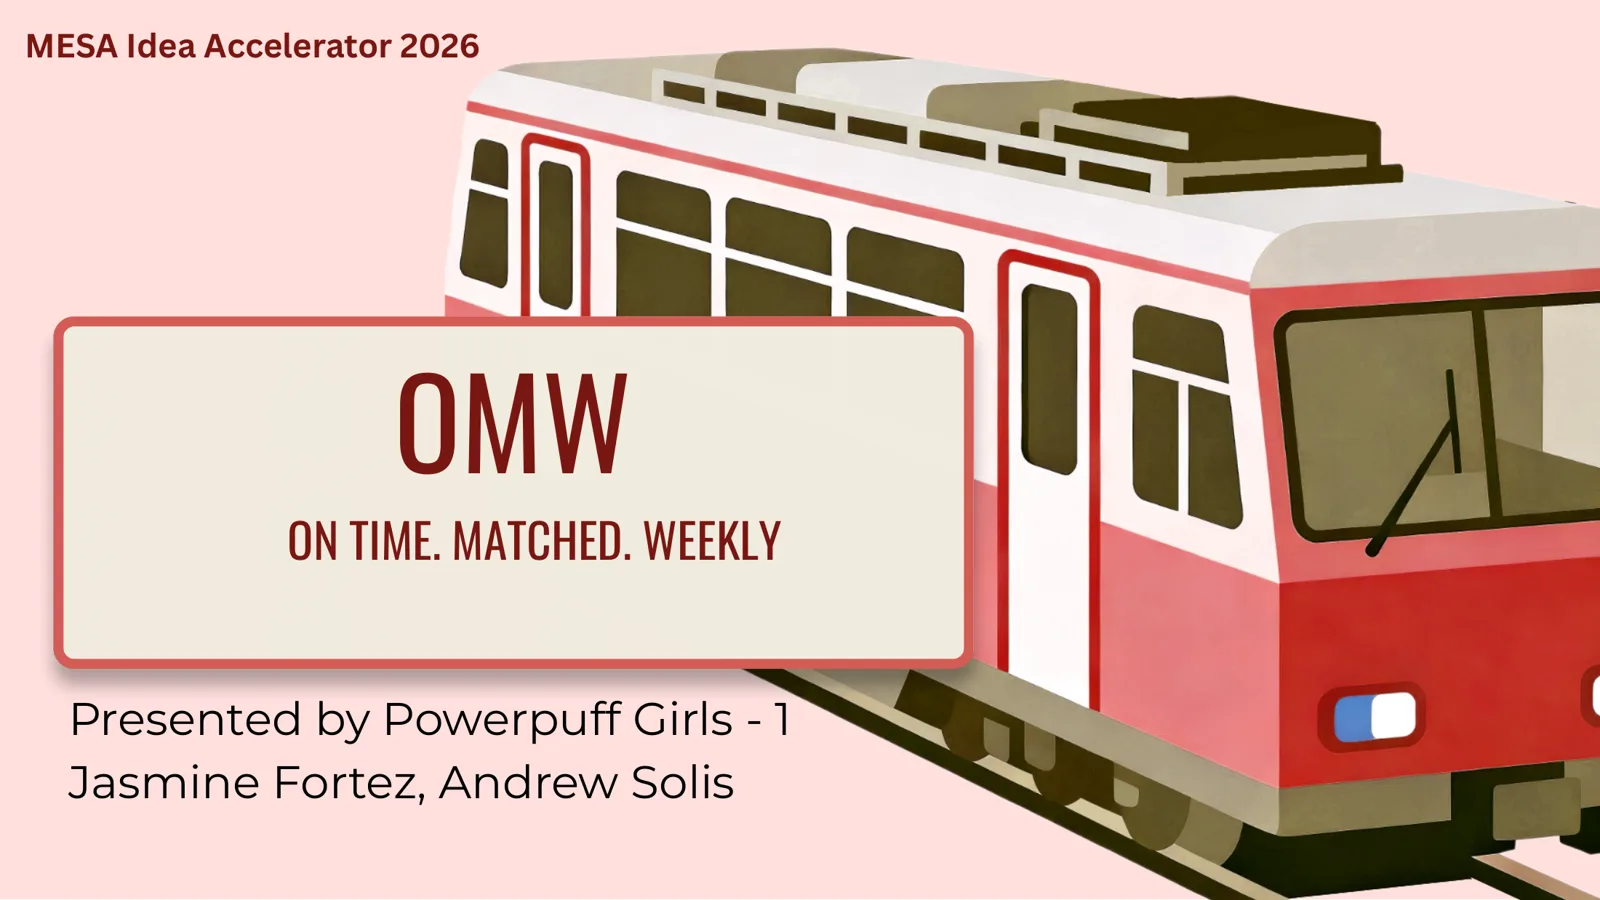 MESA Idea Accelerator 2026
OMW
ON TIME. MATCHED. WEEKLY
Presented by Powerpuff Girls - 1
Jasmine Fortez, Andrew Solis